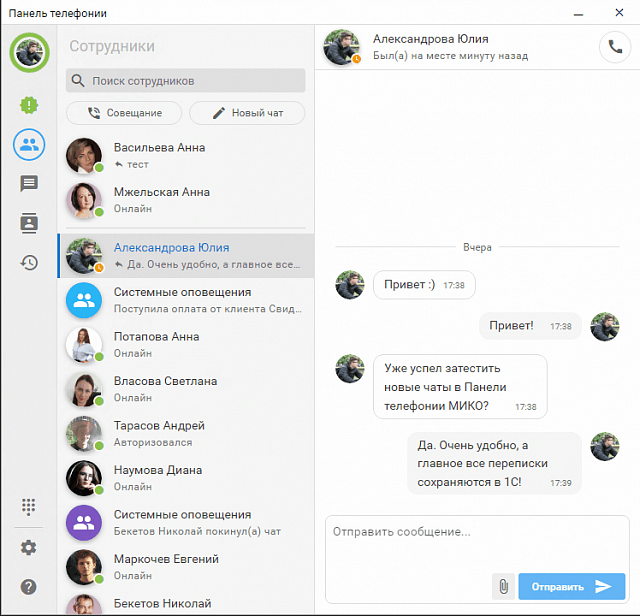 Панель телефонии
Сотрудники
Поиск сотрудников
Совещание
Новый чат
Васильева Анна
тест
Мжельская Анна
Онлайн
Александрова Юлия
Да. Очень удобно, а главное все...
Системные оповещения
Поступила оплата от клиента Свид...
Потапова Анна
Онлайн
Власова Светлана
Онлайн
Тарасов Андрей
Авторизовался
Наумова Диана
Онлайн
Системные оповещения
Бекетов Николай покинул(а) чат
Маркочев Евгений
Онлайн
Бекетов Николай
Александрова Юлия
Был(а) на месте минуту назад
Вчера
Привет :) 17:38
Привет! 17:38
Уже успел затестить
новые чаты в Панели
телефонии МИКО? 17:38
Да. Очень удобно, а
главное все переписки
сохраняются в 1С! 17:39
Отправить сообщение...
Отправить